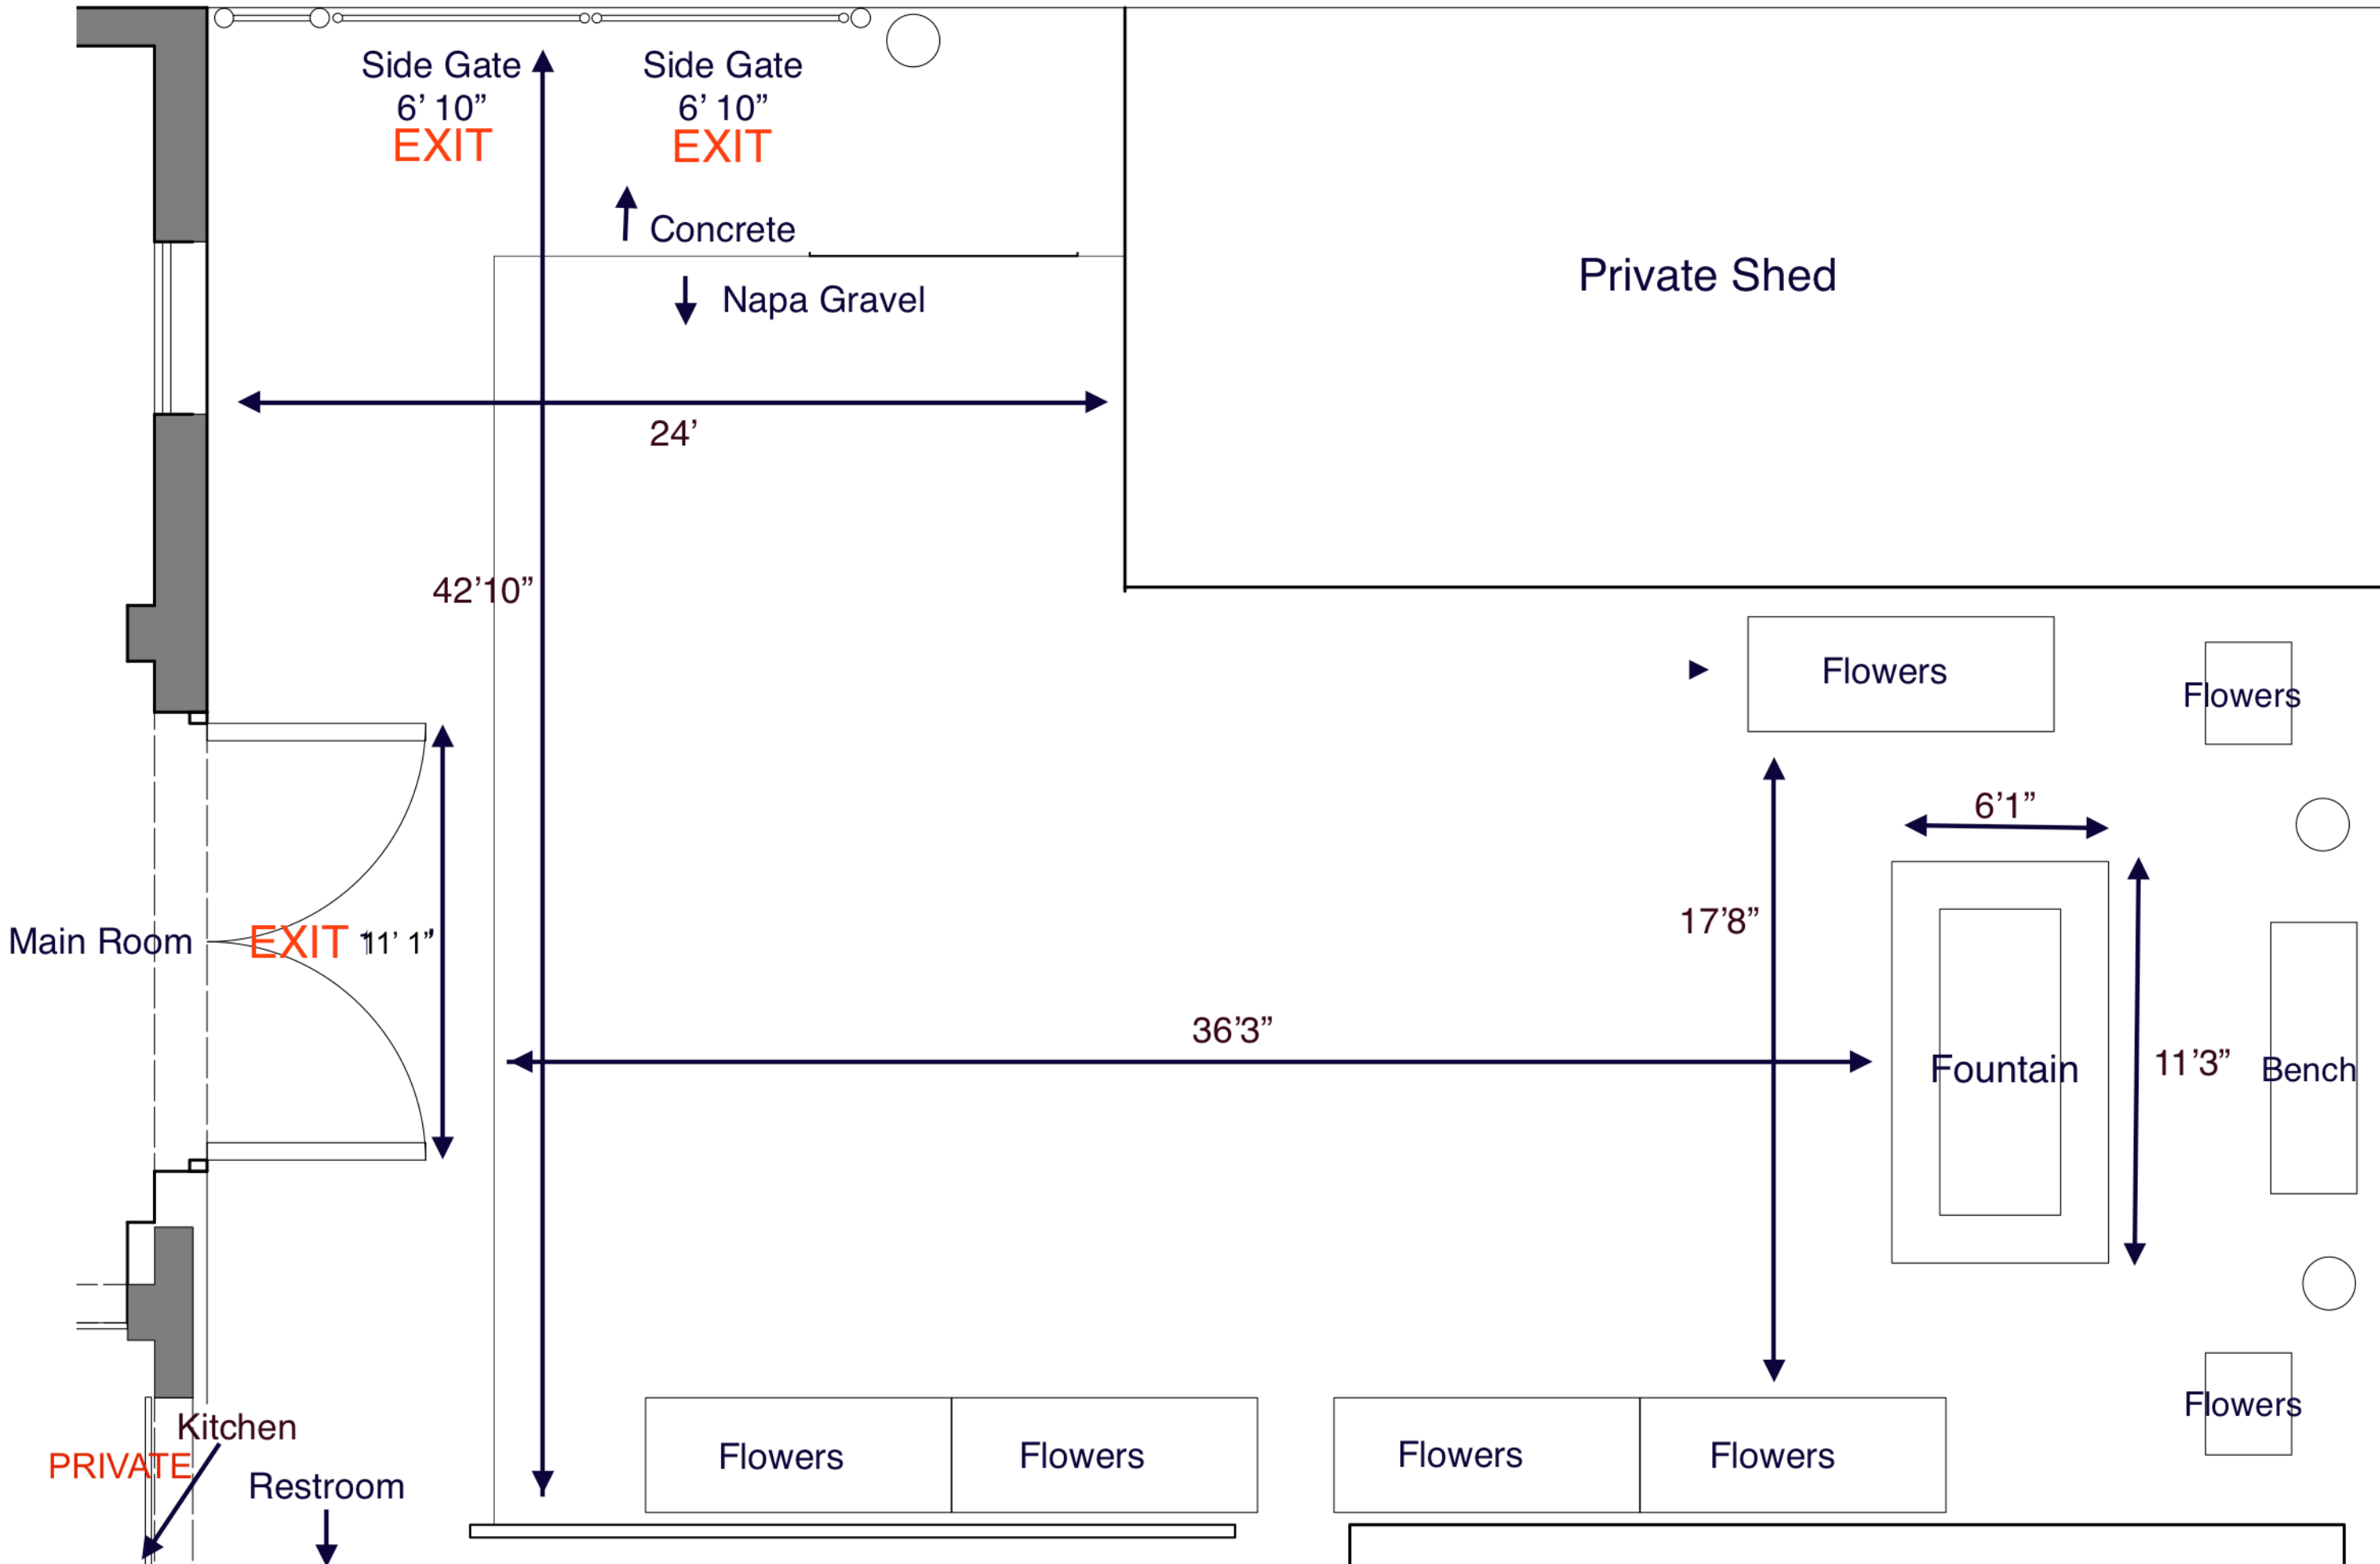 Side Gate
6’ 10”
EXIT
Side Gate
6’ 10”
EXIT
Concrete
Napa Gravel
Private Shed
24’
42’10”
Flowers
Flowers
6’1”
17’8”
Main Room
EXIT
11’ 1”
36’3”
Fountain
11’3”
Bench
Flowers
Kitchen
PRIVATE
Restroom
Flowers
Flowers
Flowers
Flowers